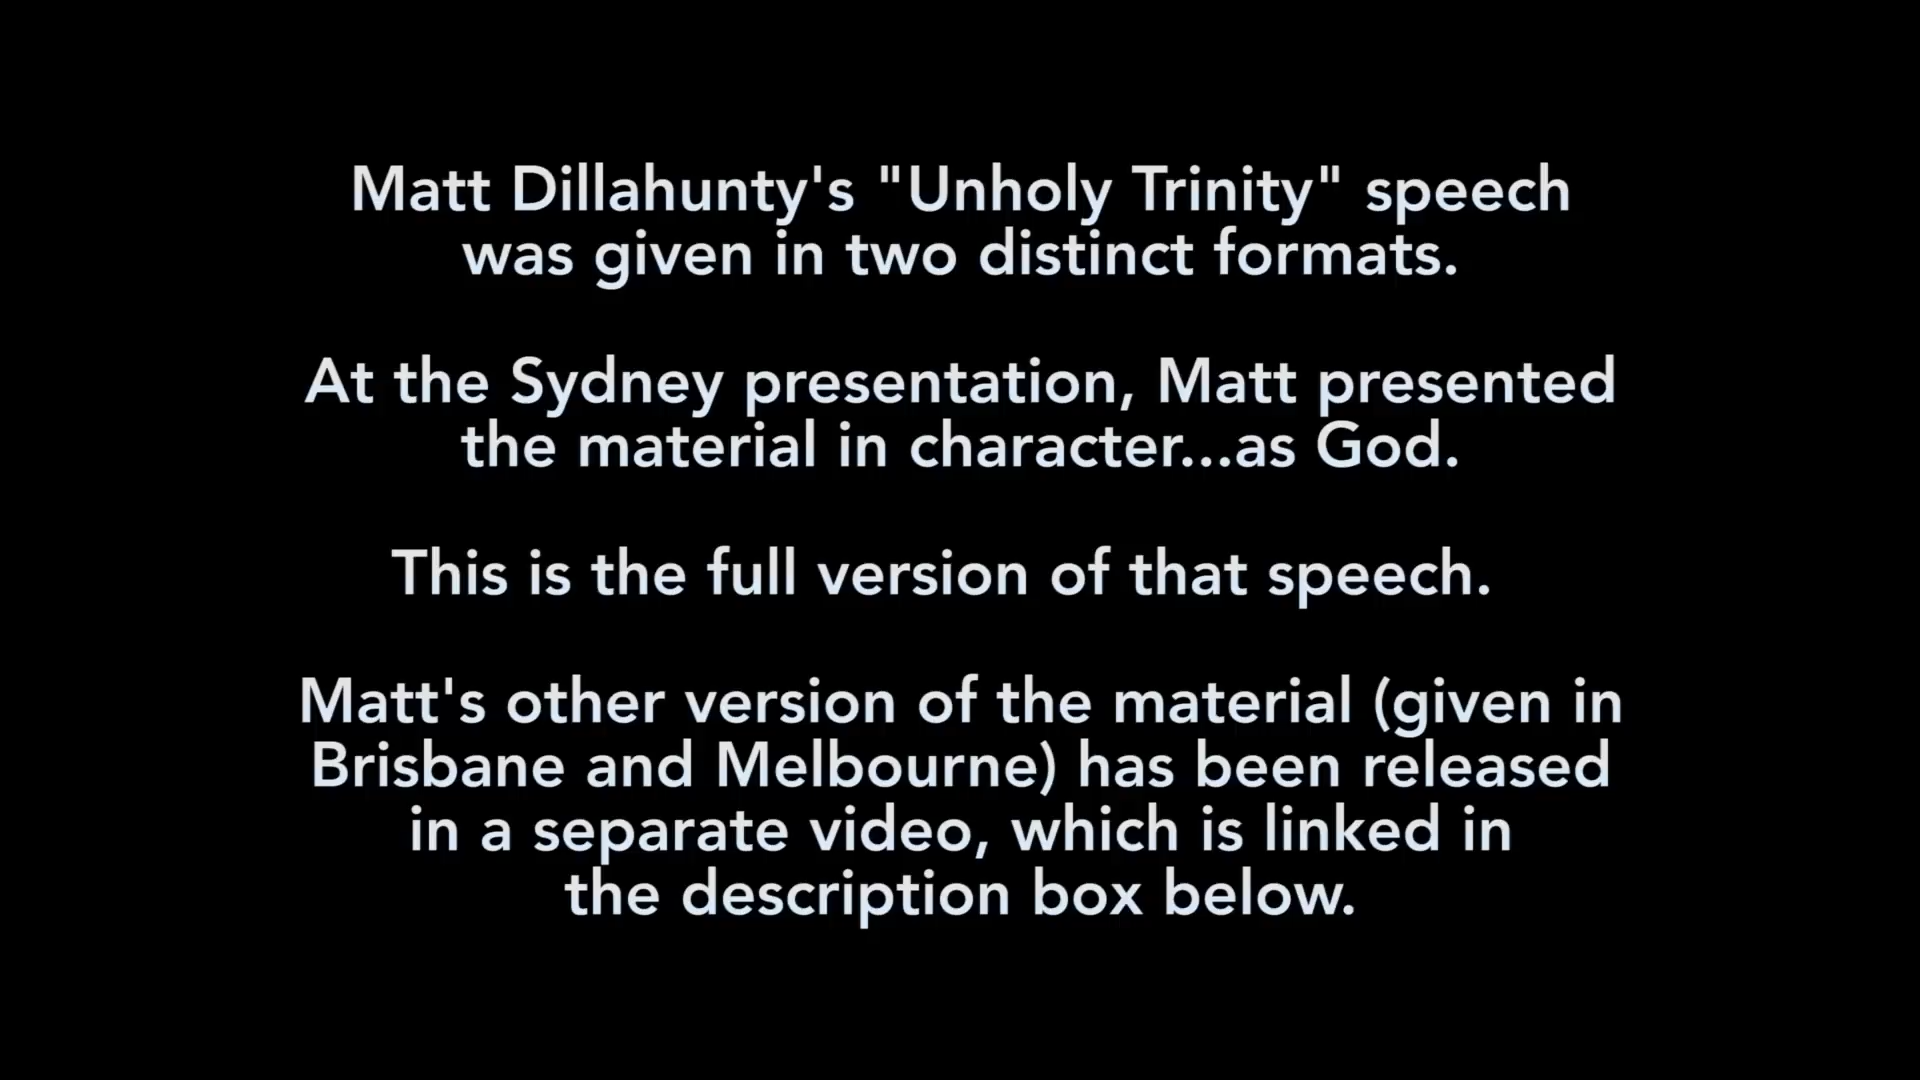 Matt Dillahunty's "Unholy Trinity" speech
was given in two distinct formats.
At the Sydney presentation, Matt presented
the material in character...as God.
This is the full version of that speech.
Matt's other version of the material (given in
Brisbane and Melbourne) has been released
in a separate video, which is linked in
the description box below.